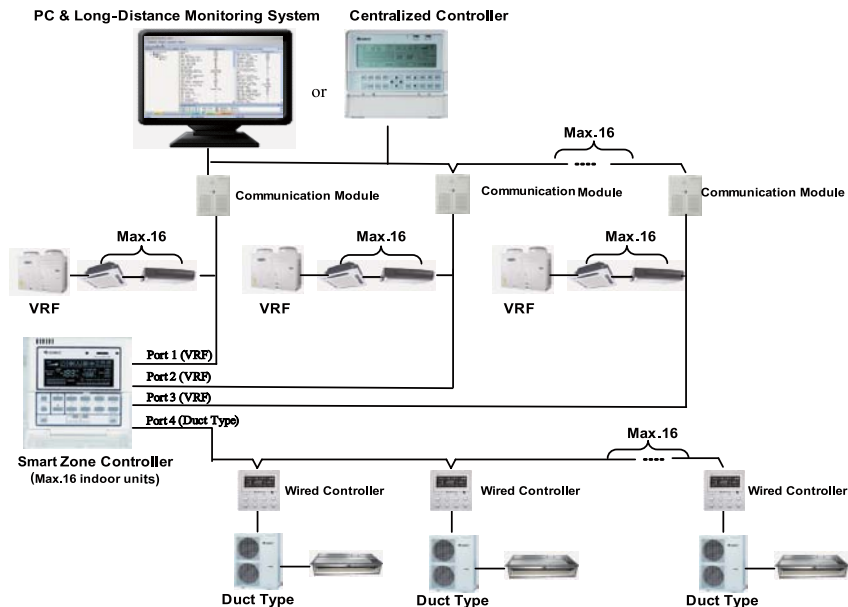 PC & Long-Distance Monitoring System
Centralized Controller
or
Max.16
Communication Module
Communication Module
Communication Module
Max.16
Max.16
Max.16
VRF
VRF
VRF
Port 1 (VRF)
Port 2 (VRF)
Port 3 (VRF)
Port 4 (Duct Type)
Smart Zone Controller
(Max.16 indoor units)
Max.16
Wired Controller
Wired Controller
Wired Controller
Duct Type
Duct Type
Duct Type